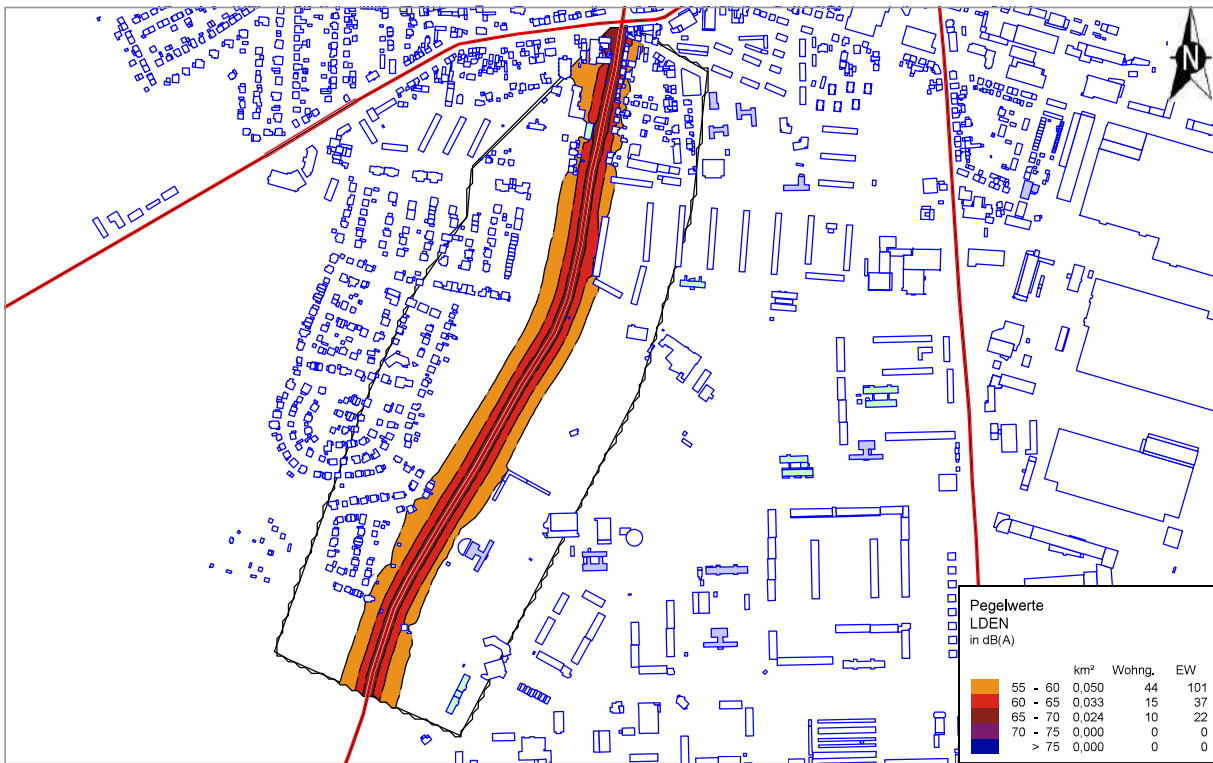 N
Pegelwerte
LDEN
in dB(A)
km² Wohng. EW
55 - 60 0,050 44 101
60 - 65 0,033 15 37
65 - 70 0,024 10 22
70 - 75 0,000 0 0
> 75 0,000 0 0